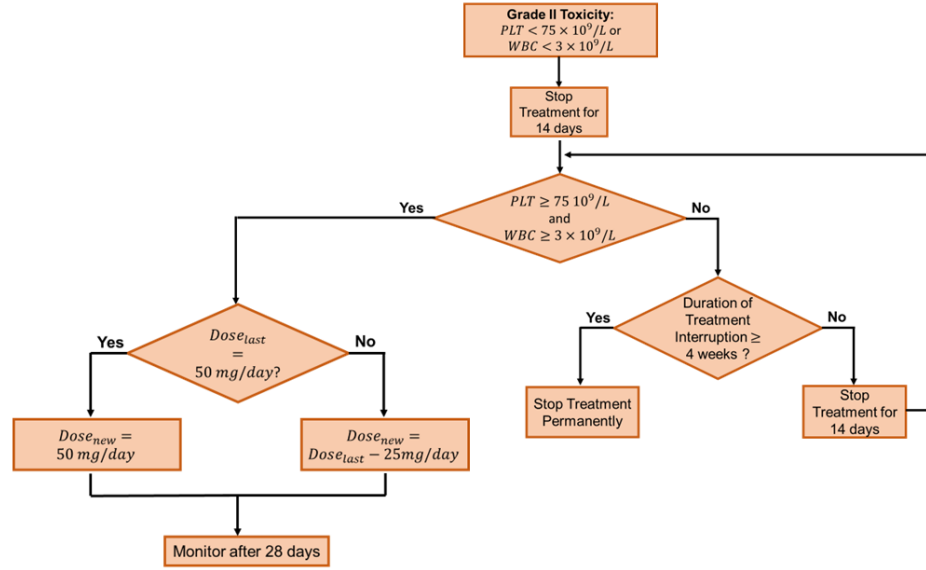 Grade II Toxicity:
PLT < 75 × 10⁹/L or
WBC < 3 × 10⁹/L
Stop
Treatment for
14 days
Yes
PLT ≥ 75 10⁹/L
and
WBC ≥ 3 × 10⁹/L
No
Dose_last
=
50 mg/day?
Yes
No
Duration of
Treatment
Interruption ≥
4 weeks ?
Yes
No
Dose_new =
50 mg/day
Dose_new =
Dose_last − 25mg/day
Stop Treatment
Permanently
Stop
Treatment for
14 days
Monitor after 28 days